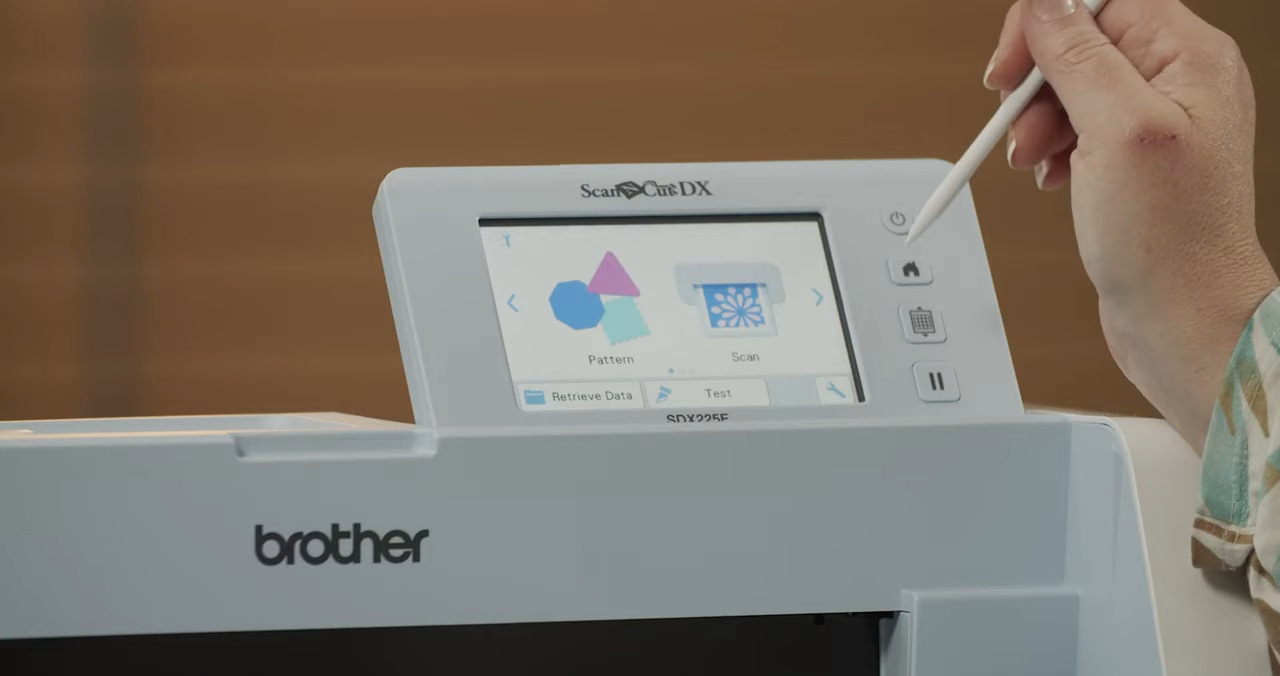 ScanNCut DX
Pattern
Scan
Retrieve Data
Test
SDX225F
brother